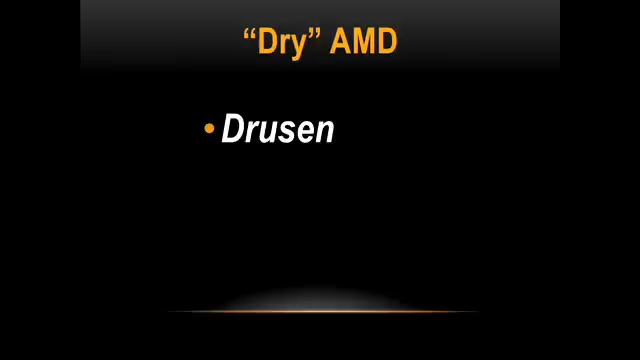 “Dry” AMD
• Drusen